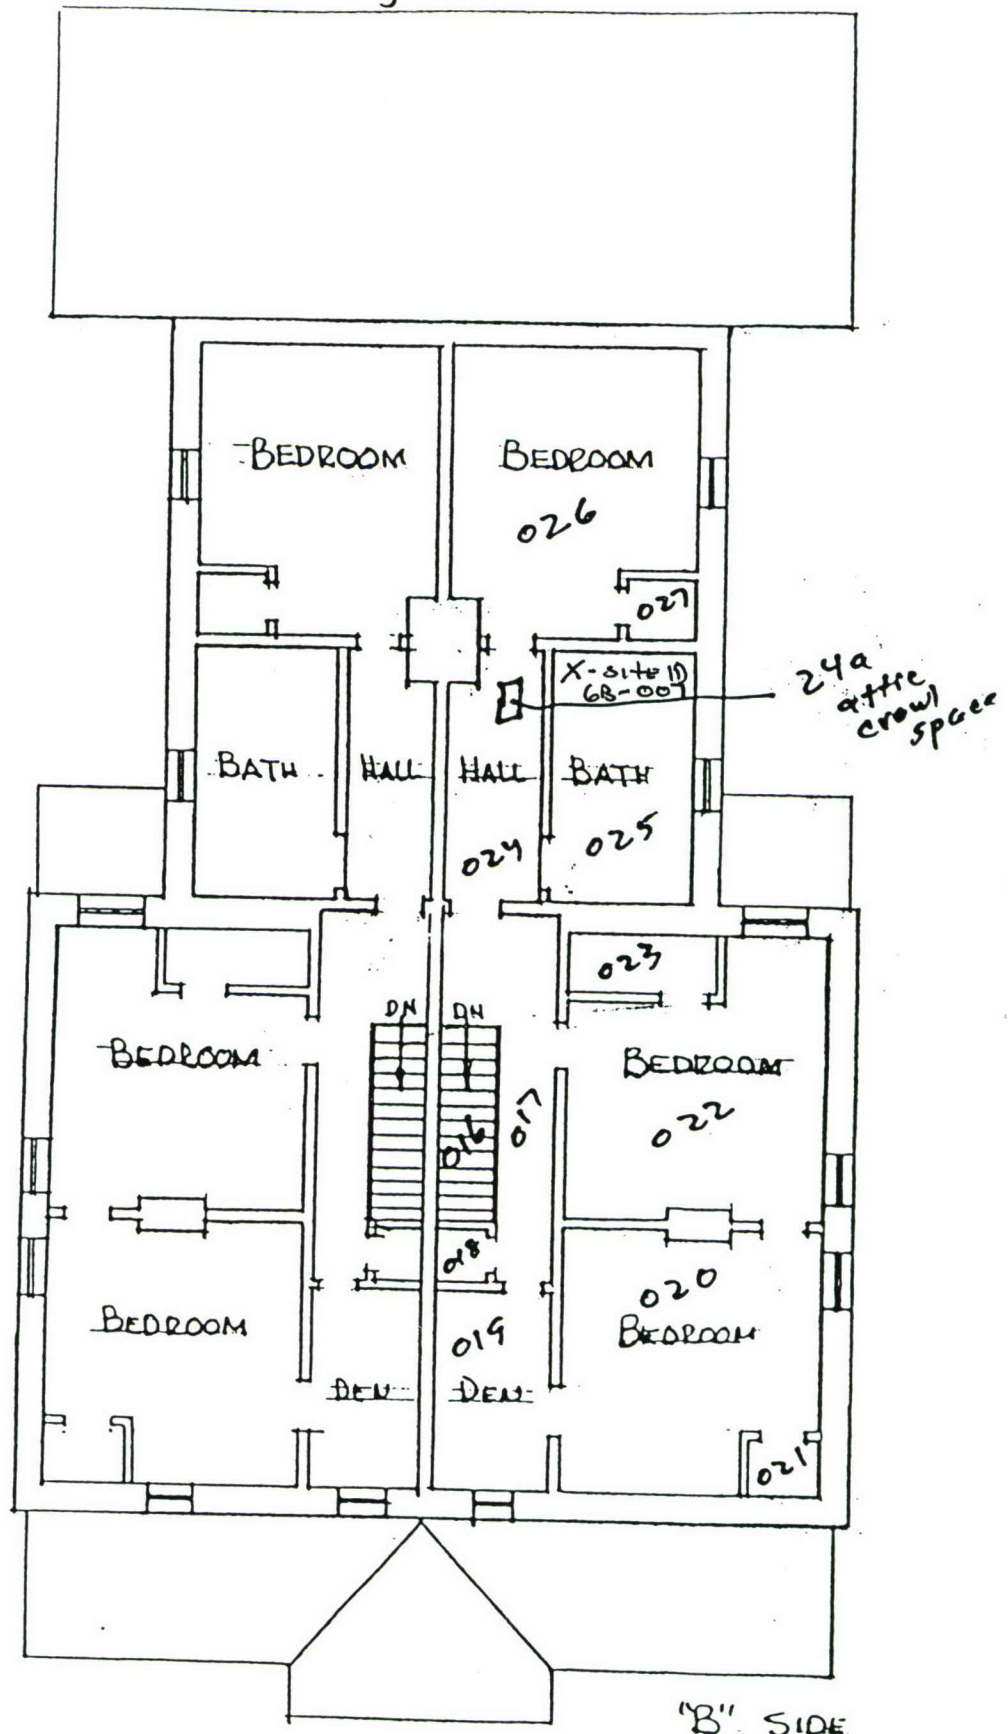 BEDROOM BEDROOM
026
027
X-site ID
6B-001
24a
attic
crawl
space
BATH HALL HALL BATH
024 025
023
DN DN
BEDROOM BEDROOM
017
022
016
018
020
019
BEDROOM BEDROOM
DEN DEN
021
"B" SIDE